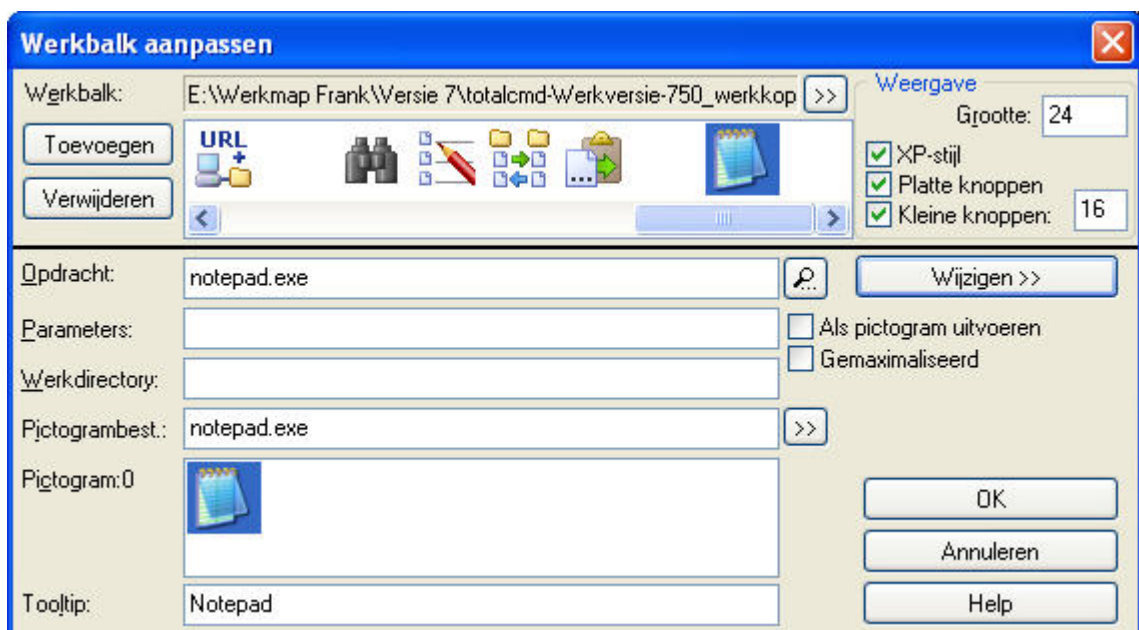 Werkbalk aanpassen
Werkbalk:
E:\Werkmap Frank\Versie 7\totalcmd-Werkversie-750_werkkop
>>
Weergave
Grootte: 24
Toevoegen
Verwijderen
URL
XP-stijl
Platte knoppen
Kleine knoppen: 16
Opdracht:
notepad.exe
Wijzigen >>
Parameters:
Als pictogram uitvoeren
Gemaximaliseerd
Werkdirectory:
Pictogrambest.:
notepad.exe
>>
Pictogram:0
OK
Annuleren
Tooltip:
Notepad
Help